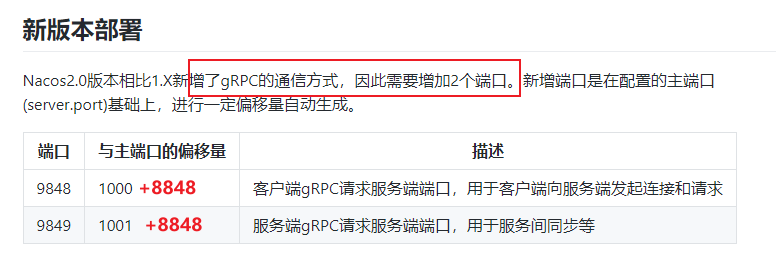 新版本部署
Nacos2.0版本相比1.X新增了gRPC的通信方式，因此需要增加2个端口。新增端口是在配置的主端口
(server.port)基础上，进行一定偏移量自动生成。
端口 与主端口的偏移量 描述
9848 1000 +8848 客户端gRPC请求服务端端口，用于客户端向服务端发起连接和请求
9849 1001 +8848 服务端gRPC请求服务端端口，用于服务间同步等